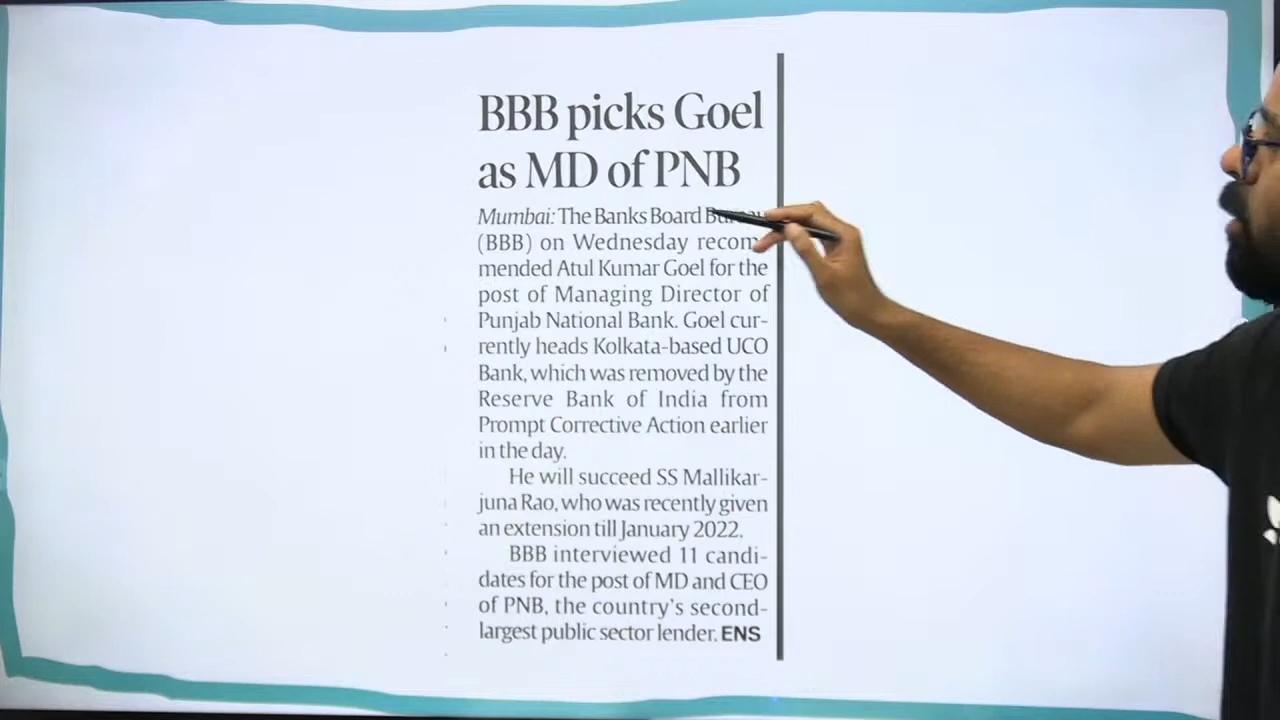 BBB picks Goel
as MD of PNB
Mumbai: The Banks Board Bureau
(BBB) on Wednesday recom-
mended Atul Kumar Goel for the
post of Managing Director of
Punjab National Bank. Goel cur-
rently heads Kolkata-based UCO
Bank, which was removed by the
Reserve Bank of India from
Prompt Corrective Action earlier
in the day.
He will succeed SS Mallikar-
juna Rao, who was recently given
an extension till January 2022.
BBB interviewed 11 candi-
dates for the post of MD and CEO
of PNB, the country's second-
largest public sector lender. ENS